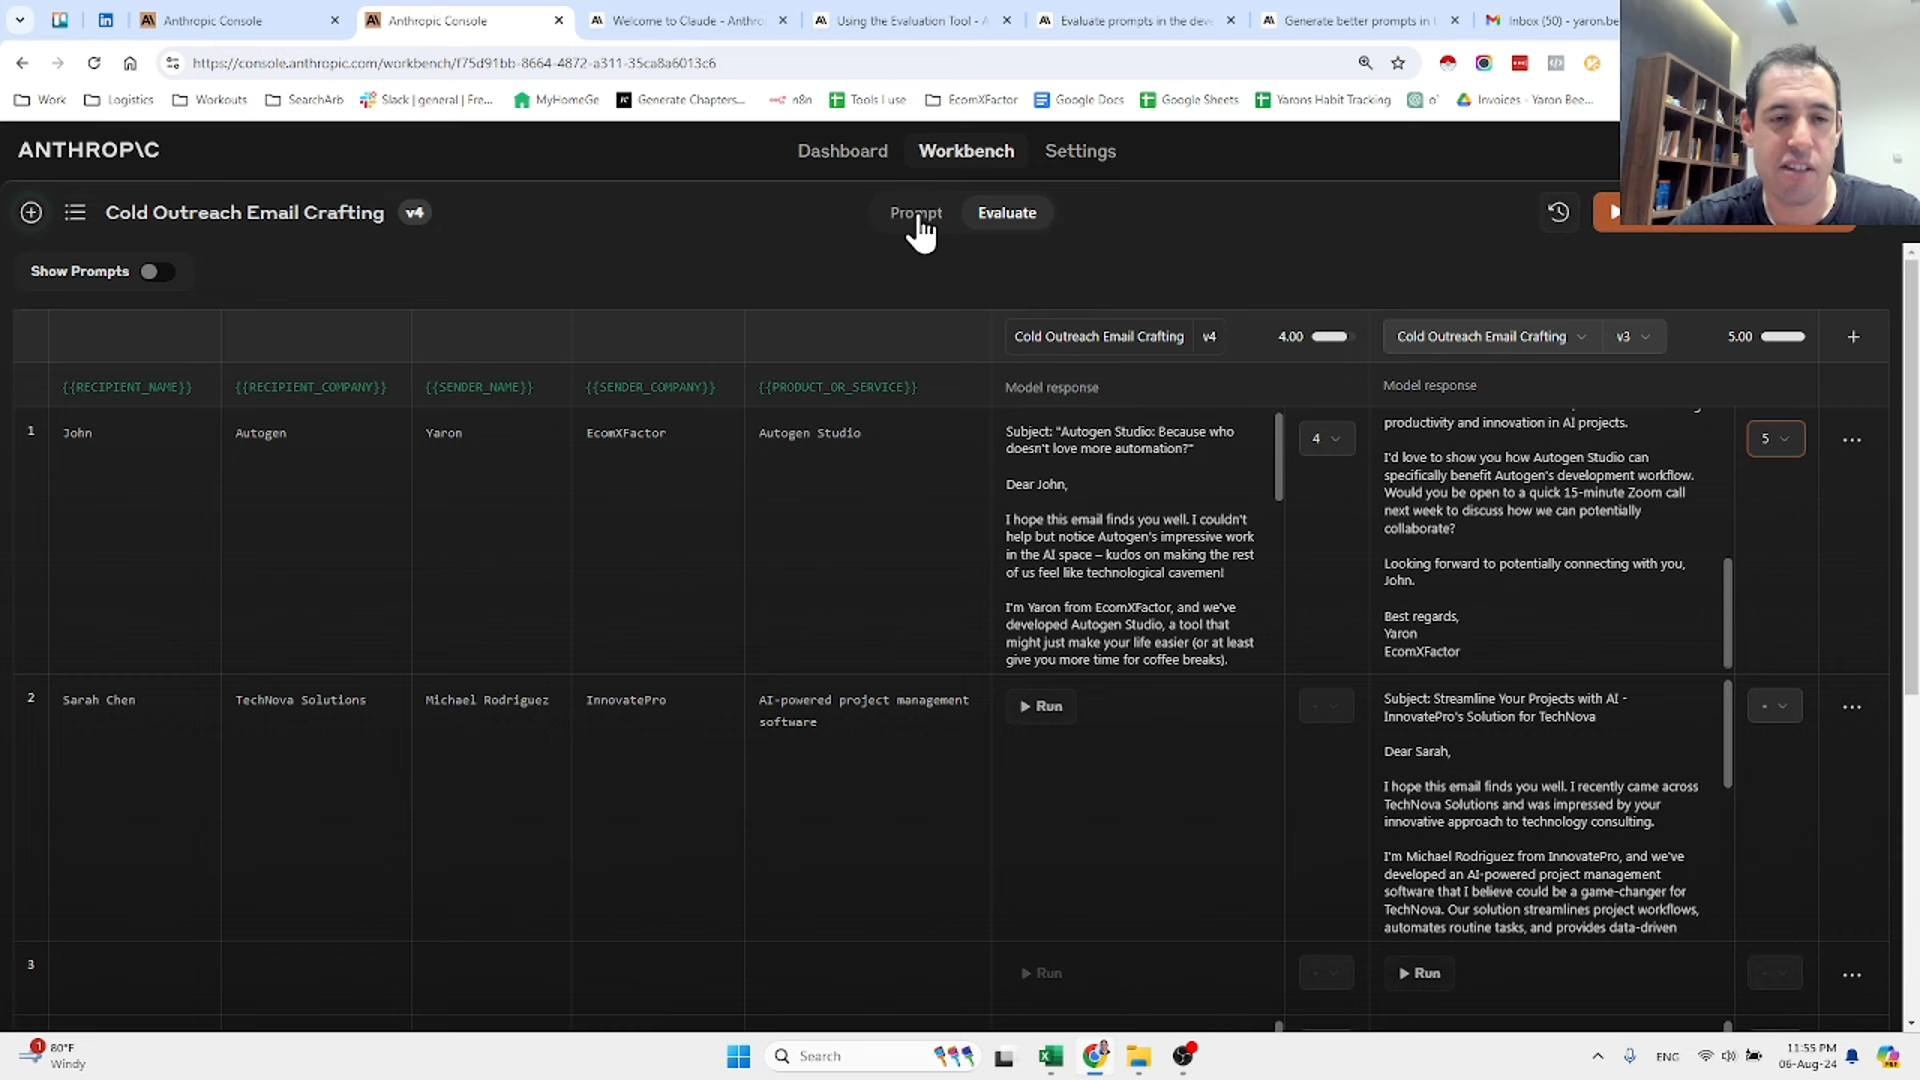 Anthropic Console
Anthropic Console
Welcome to Claude - Anthro
Using the Evaluation Tool - A
Evaluate prompts in the deve
Generate better prompts in t
Inbox (50) - yaron.be
https://console.anthropic.com/workbench/f75d91bb-8664-4872-a311-35ca8a6013c6
Work
Logistics
Workouts
SearchArb
Slack | general | Fre...
MyHomeGe
Generate Chapters...
n8n
Tools I use
EcomXFactor
Google Docs
Google Sheets
Yarons Habit Tracking
o'
Invoices - Yaron Bee...
ANTHROP\C
Dashboard
Workbench
Settings
Cold Outreach Email Crafting
v4
Prompt
Evaluate
Show Prompts
Cold Outreach Email Crafting
v4
4.00
Cold Outreach Email Crafting
v3
5.00
{{RECIPIENT_NAME}}
{{RECIPIENT_COMPANY}}
{{SENDER_NAME}}
{{SENDER_COMPANY}}
{{PRODUCT_OR_SERVICE}}
Model response
Model response
1
John
Autogen
Yaron
EcomXFactor
Autogen Studio
Subject: "Autogen Studio: Because who
doesn't love more automation?"
Dear John,
I hope this email finds you well. I couldn't
help but notice Autogen's impressive work
in the AI space – kudos on making the rest
of us feel like technological cavemen!
I'm Yaron from EcomXFactor, and we've
developed Autogen Studio, a tool that
might just make your life easier (or at least
give you more time for coffee breaks).
4
productivity and innovation in AI projects.
I'd love to show you how Autogen Studio can
specifically benefit Autogen's development workflow.
Would you be open to a quick 15-minute Zoom call
next week to discuss how we can potentially
collaborate?
Looking forward to potentially connecting with you,
John.
Best regards,
Yaron
EcomXFactor
5
2
Sarah Chen
TechNova Solutions
Michael Rodriguez
InnovatePro
AI-powered project management
software
Run
Subject: Streamline Your Projects with AI -
InnovatePro's Solution for TechNova
Dear Sarah,
I hope this email finds you well. I recently came across
TechNova Solutions and was impressed by your
innovative approach to technology consulting.
I'm Michael Rodriguez from InnovatePro, and we've
developed an AI-powered project management
software that I believe could be a game-changer for
TechNova. Our solution streamlines project workflows,
automates routine tasks, and provides data-driven
3
Run
Run
1
80°F
Windy
Search
ENG
11:55 PM
06-Aug-24